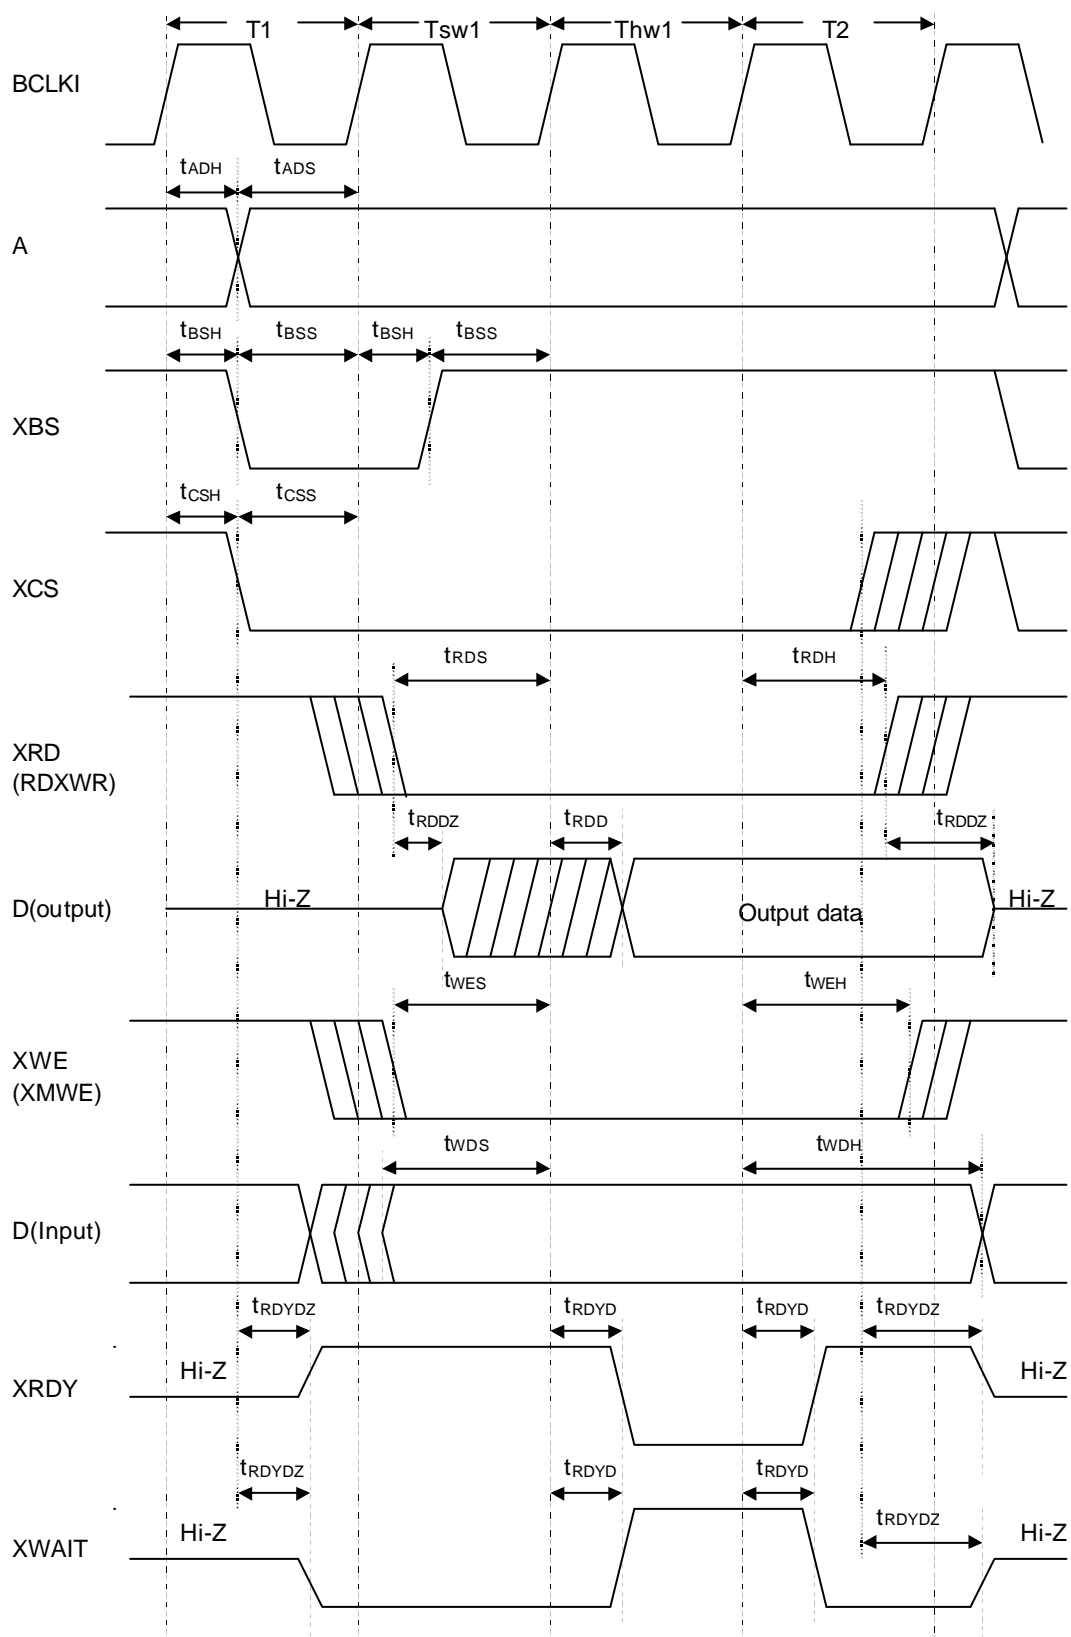 T1 Tsw1 Thw1 T2
BCLKI
tADH tADS
A
tBSH tBSS tBSH tBSS
XBS
tCSH tCSS
XCS
tRDS tRDH
XRD
(RDXWR)
tRDDZ tRDD tRDDZ
D(output) Hi-Z Output data Hi-Z
tWES tWEH
XWE
(XMWE)
tWDS tWDH
D(Input)
tRDYDZ tRDYD tRDYD tRDYDZ
Hi-Z Hi-Z
XRDY
tRDYDZ tRDYD tRDYD
tRDYDZ
Hi-Z Hi-Z
XWAIT